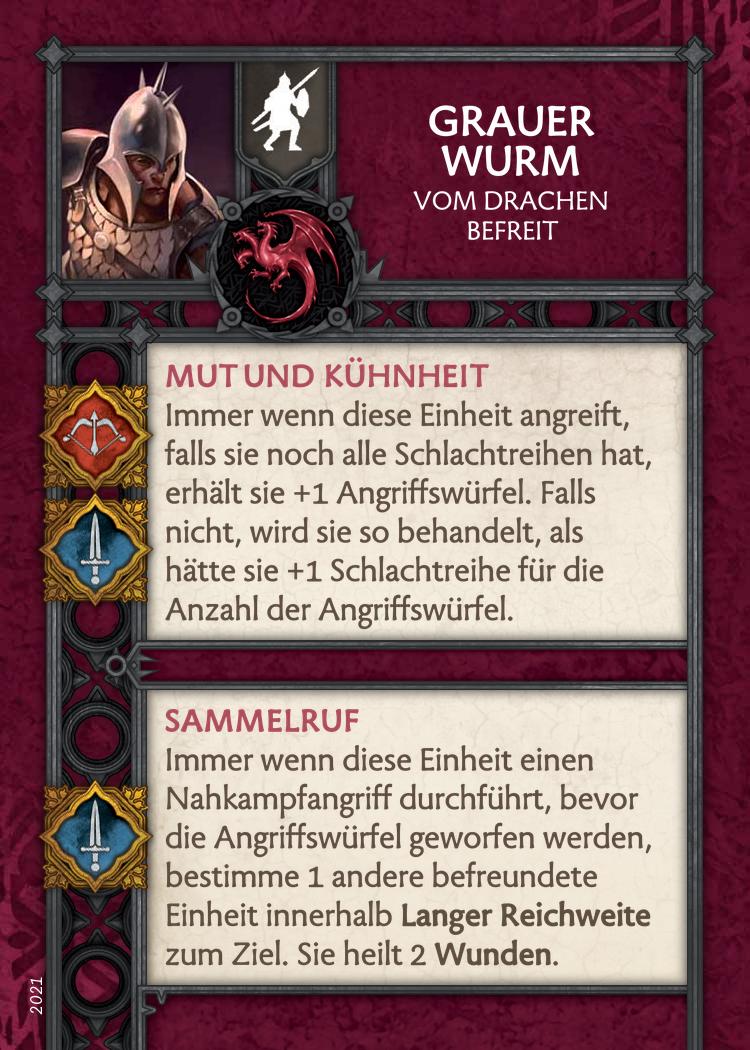 GRAUER
WURM
VOM DRACHEN
BEFREIT
MUT UND KÜHNHEIT
Immer wenn diese Einheit angreift,
falls sie noch alle Schlachtreihen hat,
erhält sie +1 Angriffswürfel. Falls
nicht, wird sie so behandelt, als
hätte sie +1 Schlachtreihe für die
Anzahl der Angriffswürfel.
SAMMELRUF
Immer wenn diese Einheit einen
Nahkampfangriff durchführt, bevor
die Angriffswürfel geworfen werden,
bestimme 1 andere befreundete
Einheit innerhalb Langer Reichweite
zum Ziel. Sie heilt 2 Wunden.
2021